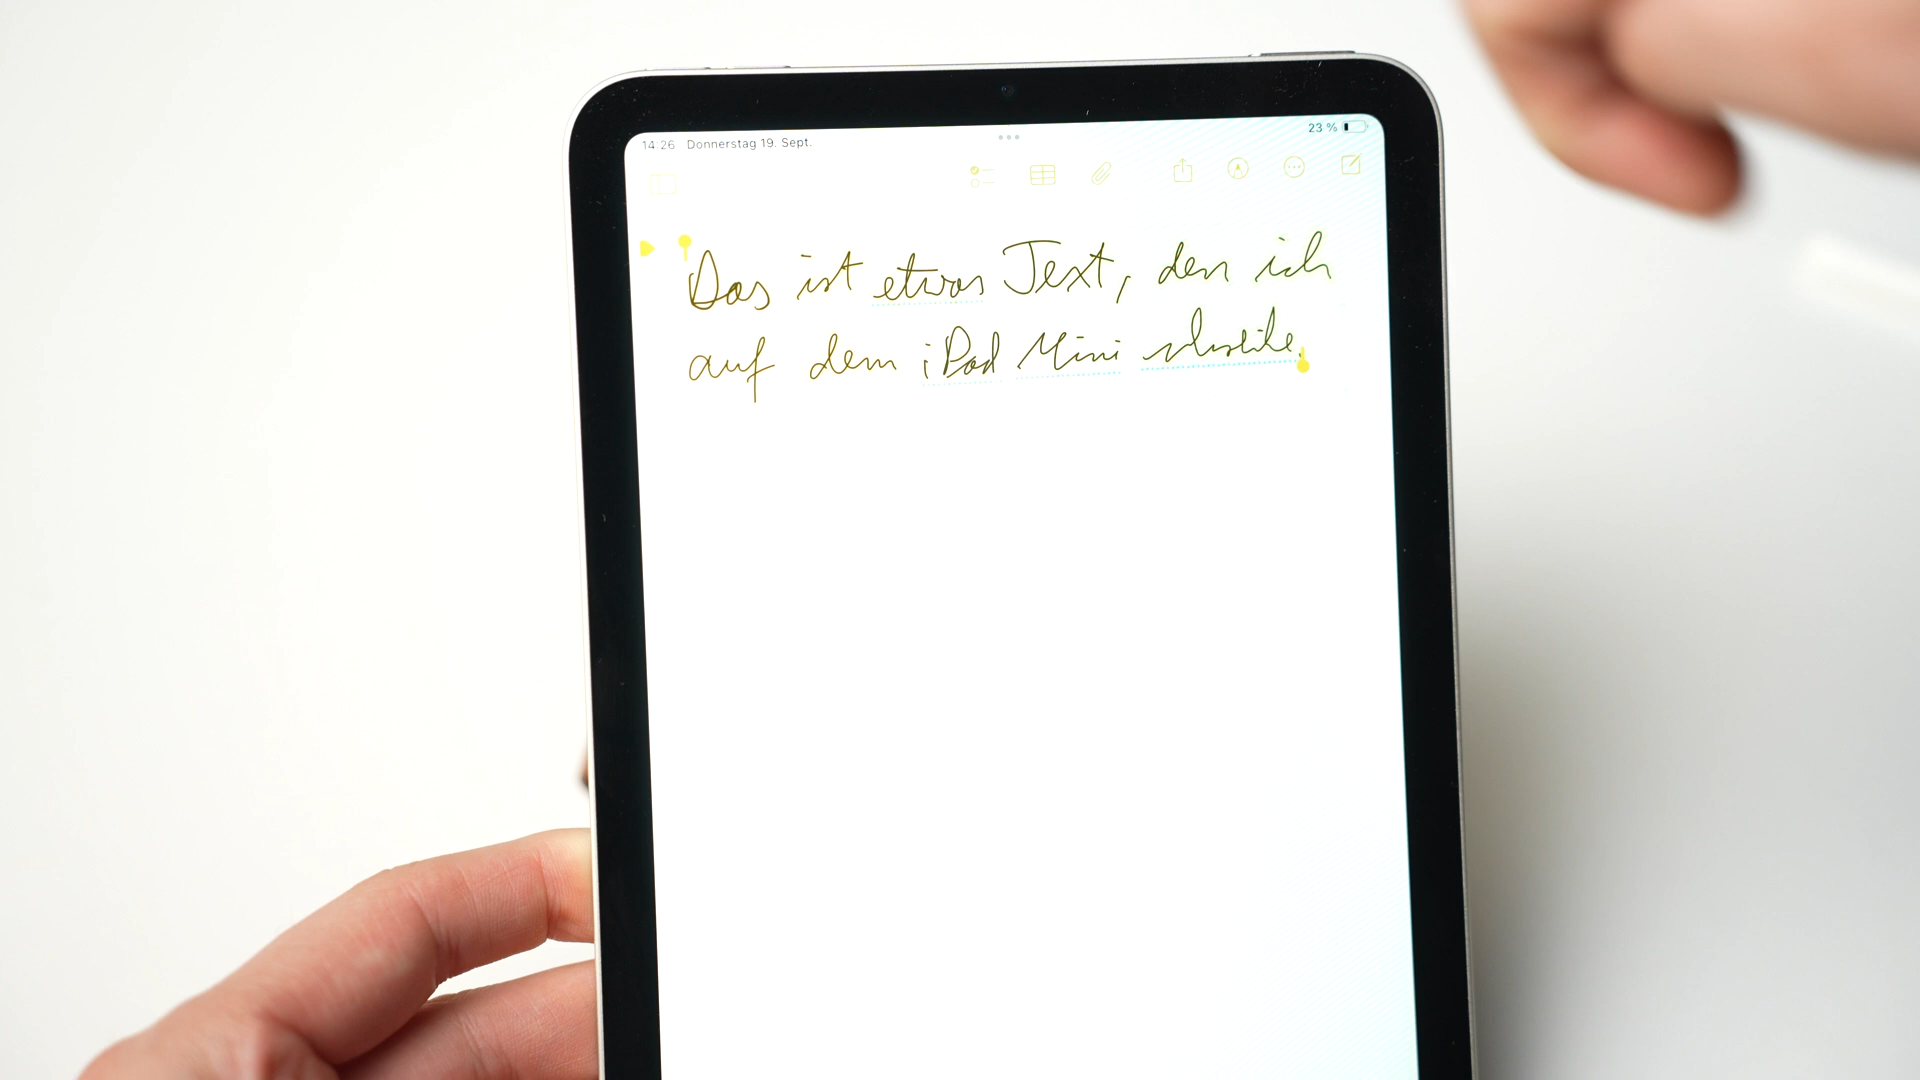 14:26 Donnerstag 19. Sept.
23 %
Das ist etwas Text, den ich
auf dem iPad Mini schreibe.